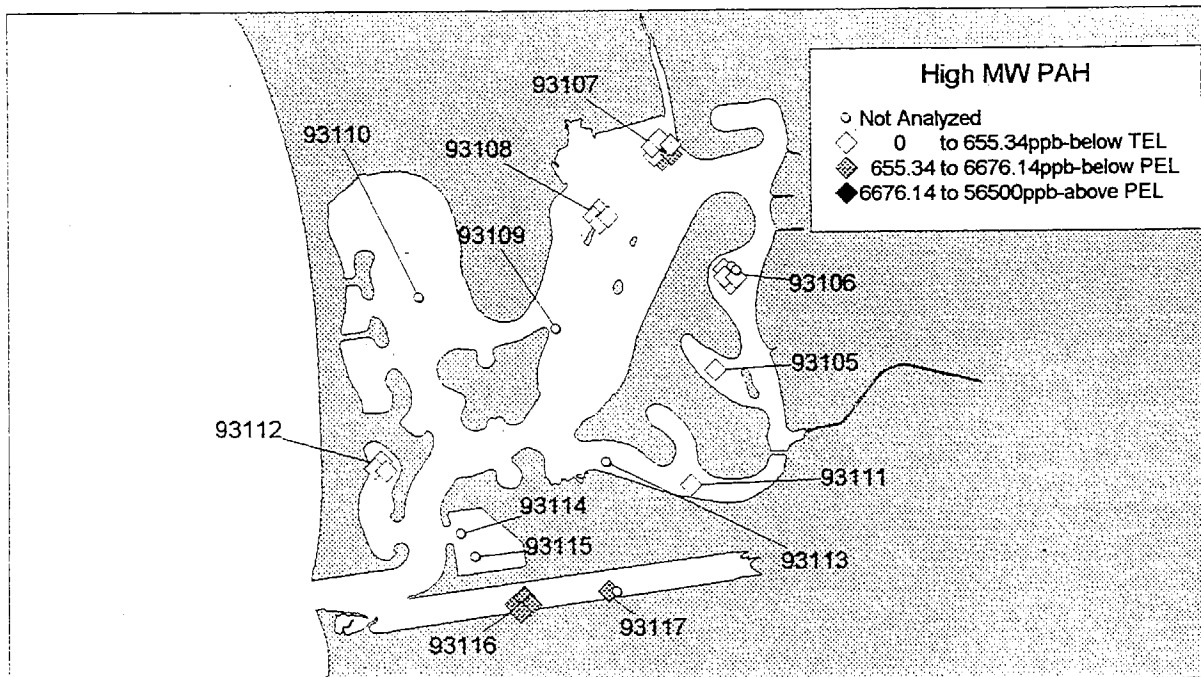 High MW PAH
Not Analyzed
0 to 655.34ppb-below TEL
655.34 to 6676.14ppb-below PEL
6676.14 to 56500ppb-above PEL
93107
93110
93108
93109
93106
93105
93112
93111
93114
93115
93113
93117
93116